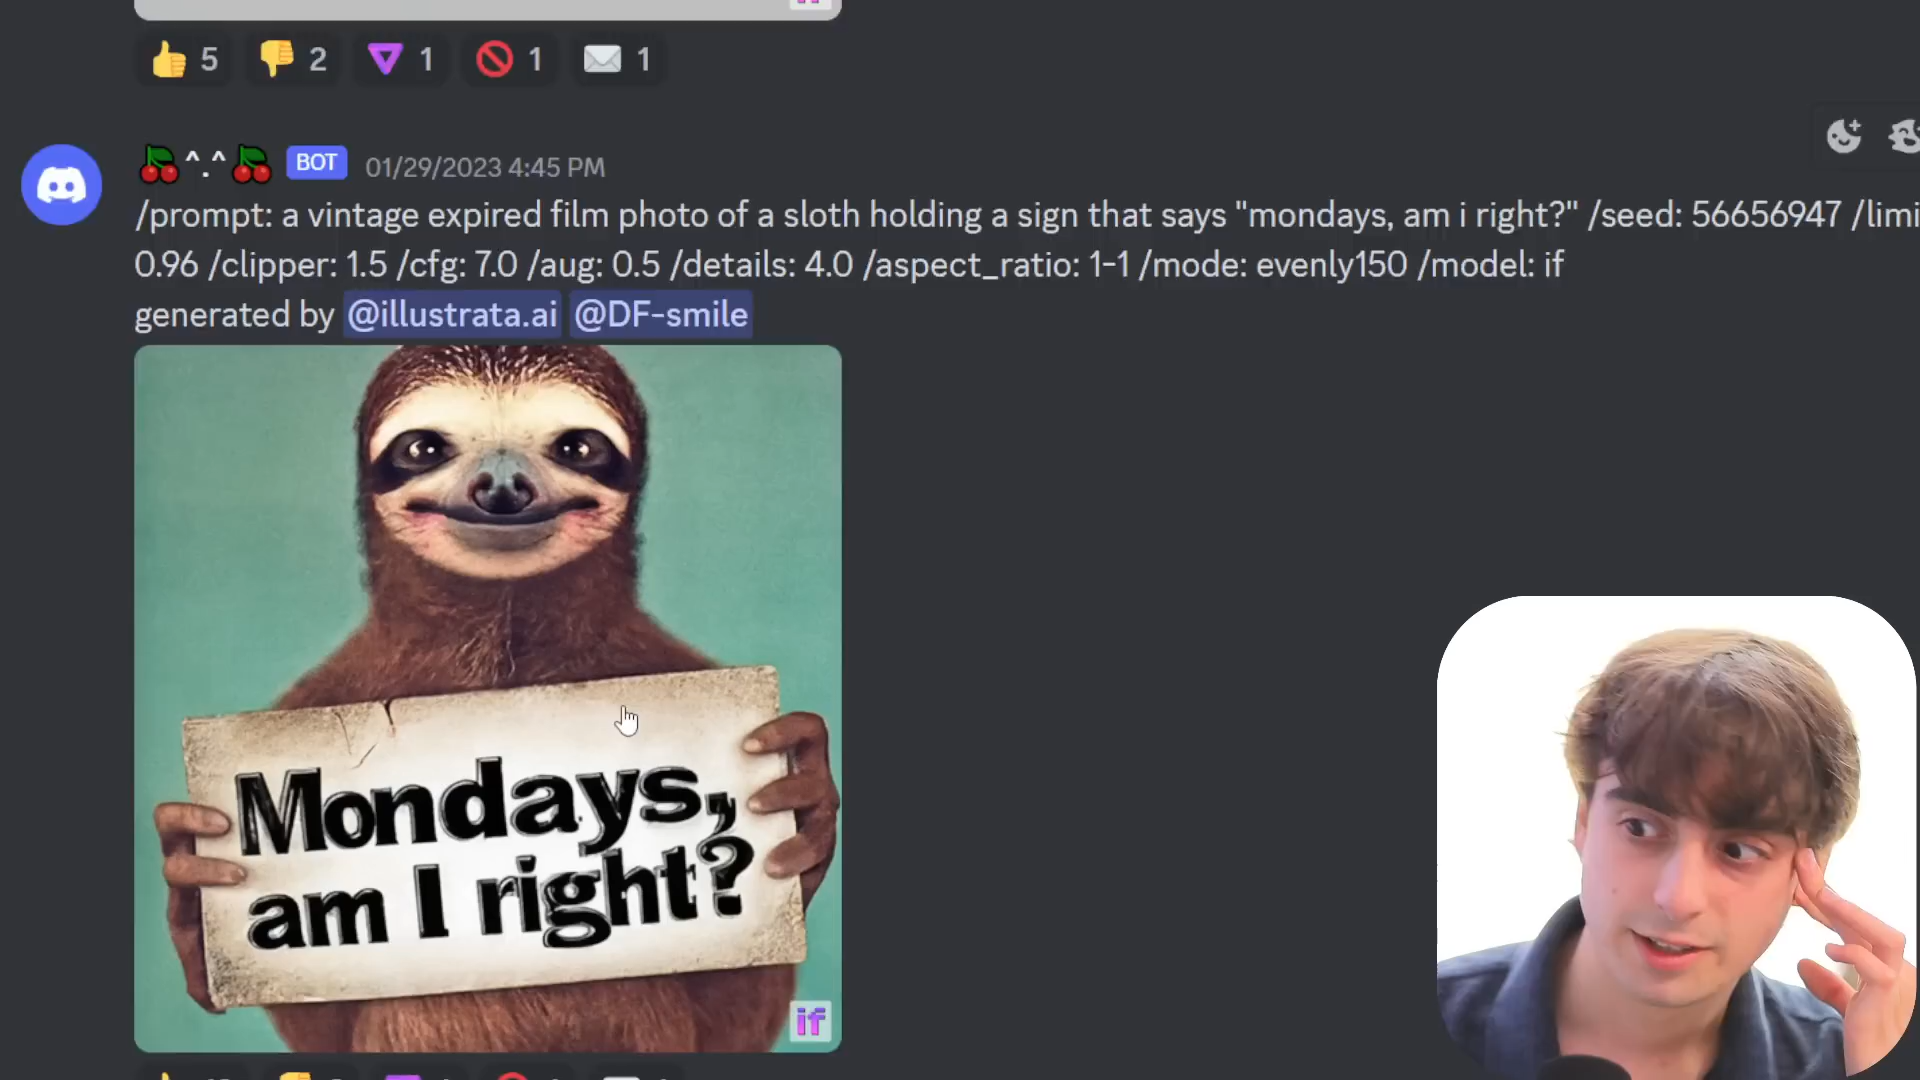 5 2 1 1 1
^.^ BOT 01/29/2023 4:45 PM
/prompt: a vintage expired film photo of a sloth holding a sign that says "mondays, am i right?" /seed: 56656947 /limi
0.96 /clipper: 1.5 /cfg: 7.0 /aug: 0.5 /details: 4.0 /aspect_ratio: 1-1 /mode: evenly150 /model: if
generated by @illustrata.ai @DF-smile
Mondays,
am I right?
if